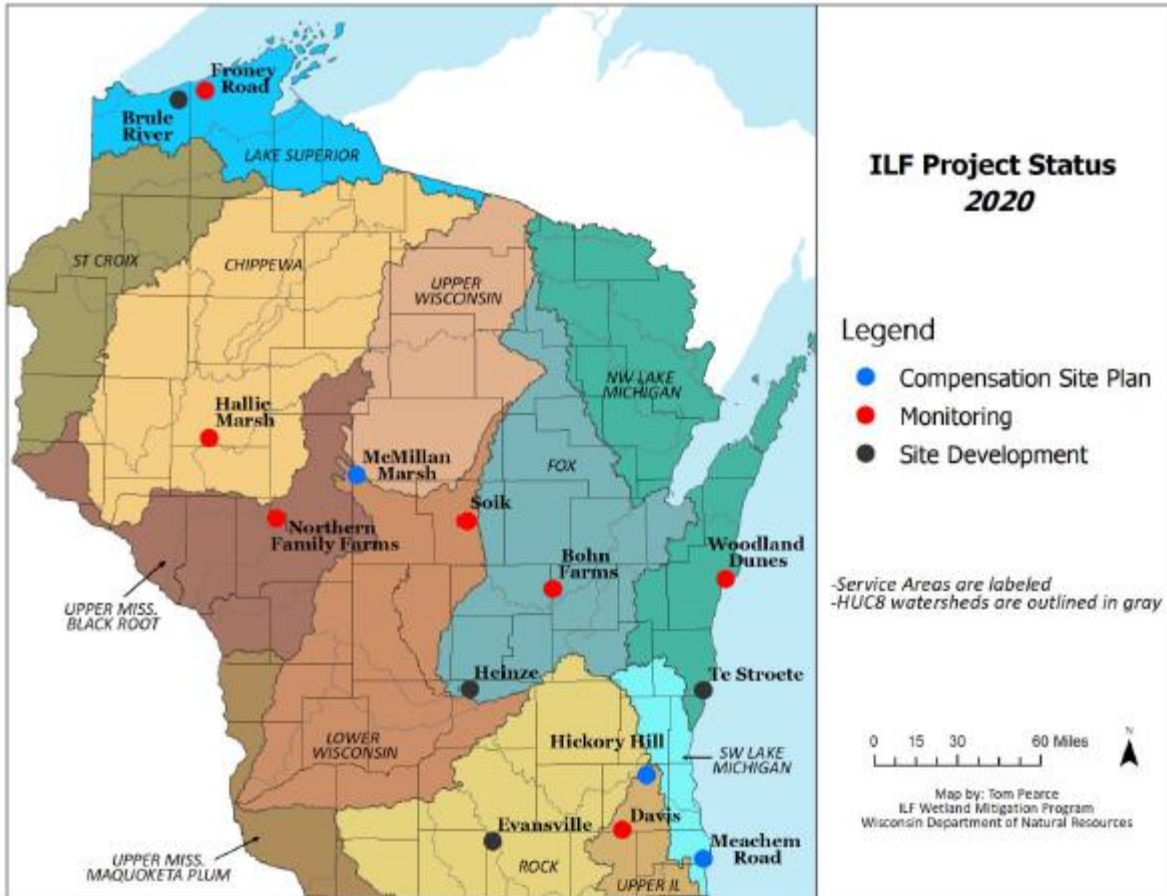 Froney
Road
Brule
River
LAKE SUPERIOR
ST CROIX
CHIPPEWA
UPPER
WISCONSIN
NW LAKE
MICHIGAN
Hallie
Marsh
McMillan
Marsh
FOX
Soik
Northern
Family Farms
Bohn
Farms
Woodland
Dunes
UPPER MISS.
BLACK ROOT
Heinze
Te Stroete
LOWER
WISCONSIN
Hickory Hill
SW LAKE
MICHIGAN
Evansville
Davis
Meachem
Road
UPPER MISS.
MAQUOKETA PLUM
ROCK
UPPER IL
ILF Project Status
2020
Legend
Compensation Site Plan
Monitoring
Site Development
-Service Areas are labeled
-HUC8 watersheds are outlined in gray
N
0 15 30 60 Miles
Map by: Tom Pearce
ILF Wetland Mitigation Program
Wisconsin Department of Natural Resources